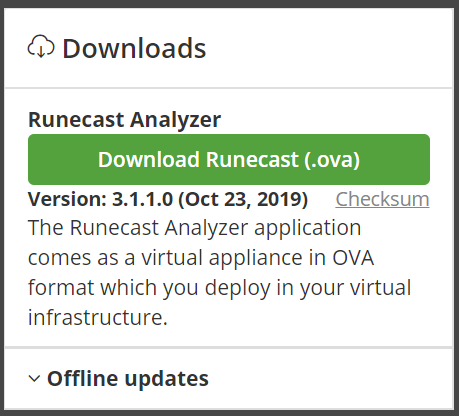 Downloads
Runecast Analyzer
Download Runecast (.ova)
Version: 3.1.1.0 (Oct 23, 2019) Checksum
The Runecast Analyzer application
comes as a virtual appliance in OVA
format which you deploy in your virtual
infrastructure.
Offline updates